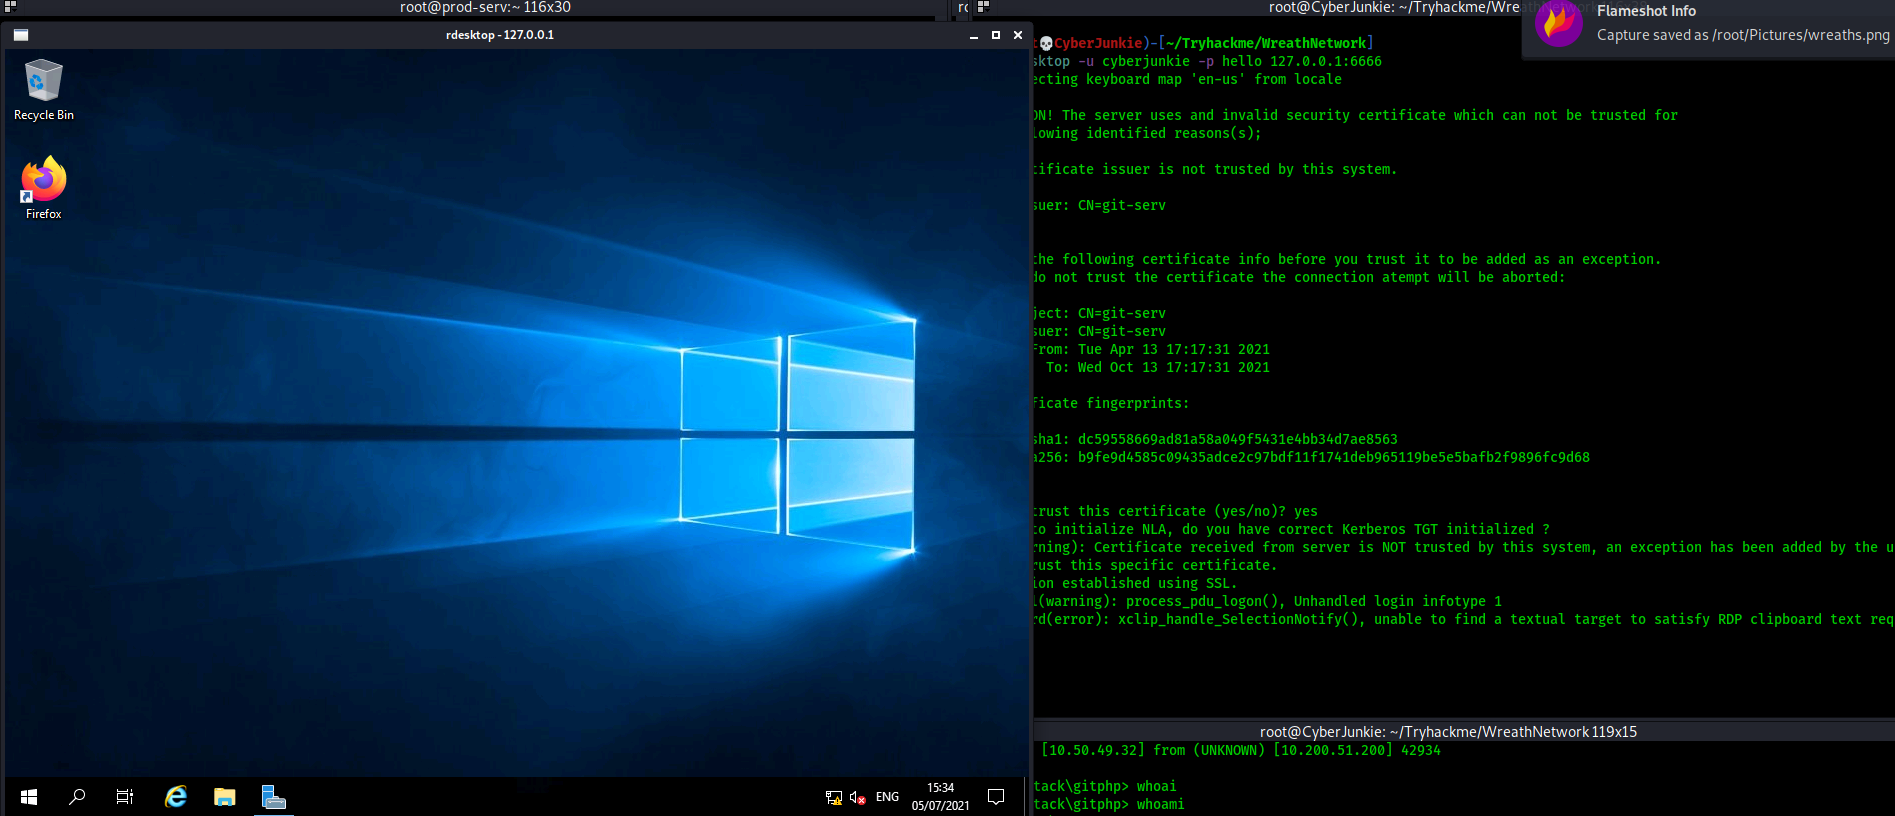 root@prod-serv:~ 116x30
root@CyberJunkie: ~/Tryhackme/Wrea
Flameshot Info
Capture saved as /root/Pictures/wreaths.png
rdesktop - 127.0.0.1
Recycle Bin
Firefox
CyberJunkie)-[~/Tryhackme/WreathNetwork]
sktop -u cyberjunkie -p hello 127.0.0.1:6666
ecting keyboard map 'en-us' from locale
ON! The server uses and invalid security certificate which can not be trusted for
lowing identified reasons(s);
tificate issuer is not trusted by this system.
suer: CN=git-serv
the following certificate info before you trust it to be added as an exception.
do not trust the certificate the connection atempt will be aborted:
ject: CN=git-serv
suer: CN=git-serv
From: Tue Apr 13 17:17:31 2021
To: Wed Oct 13 17:17:31 2021
ficate fingerprints:
sha1: dc59558669ad81a58a049f5431e4bb34d7ae8563
a256: b9fe9d4585c09435adce2c97bdf11f1741deb965119be5e5bafb2f9896fc9d68
trust this certificate (yes/no)? yes
to initialize NLA, do you have correct Kerberos TGT initialized ?
rning): Certificate received from server is NOT trusted by this system, an exception has been added by the u
rust this specific certificate.
ion established using SSL.
l(warning): process_pdu_logon(), Unhandled login infotype 1
rd(error): xclip_handle_SelectionNotify(), unable to find a textual target to satisfy RDP clipboard text req
root@CyberJunkie: ~/Tryhackme/WreathNetwork 119x15
[10.50.49.32] from (UNKNOWN) [10.200.51.200] 42934
tack\gitphp> whoai
tack\gitphp> whoami
ENG
15:34
05/07/2021